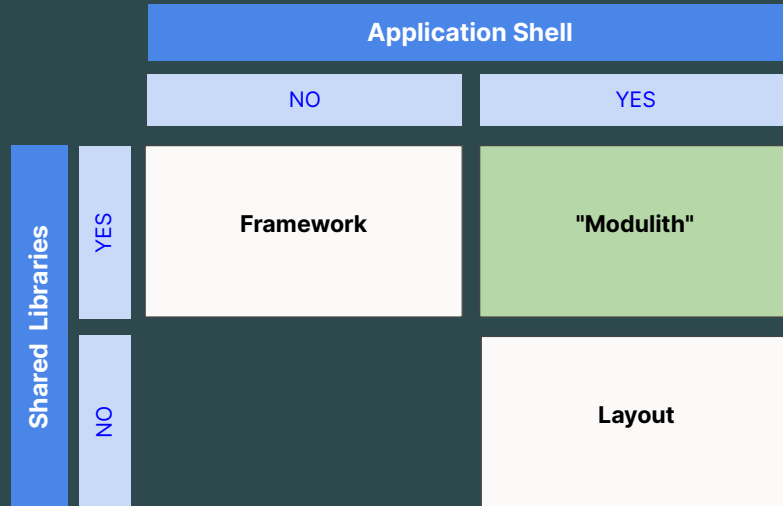 Application Shell
NO
YES
Shared Libraries
YES
Framework
"Modulith"
NO
Layout